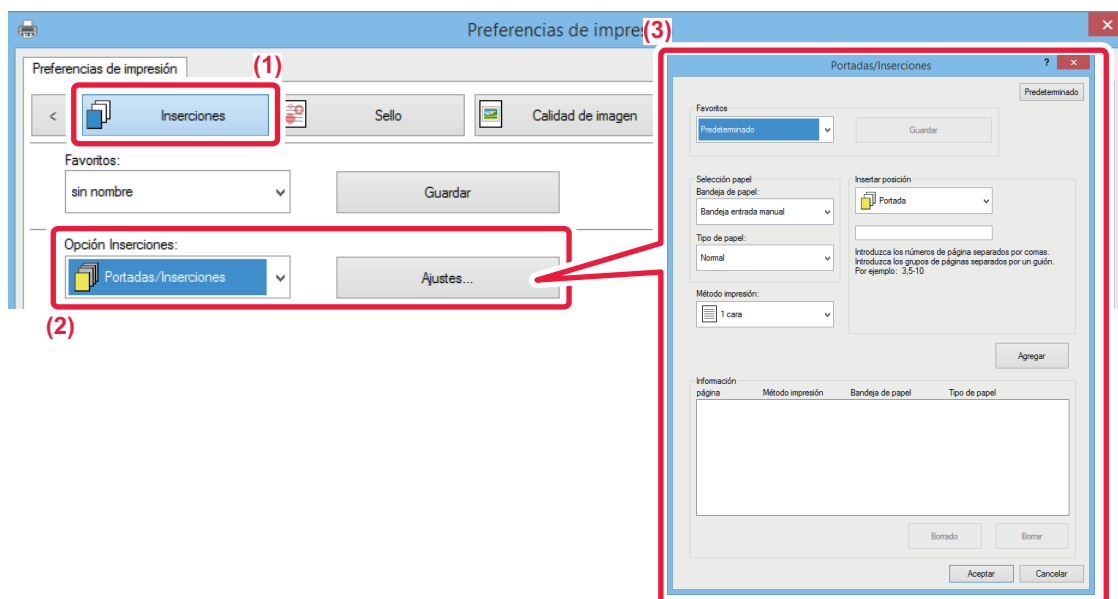 Preferencias de impres
(3)
Preferencias de impresión
(1)
<
Inserciones
Sello
Calidad de imagen
Favoritos:
sin nombre
Guardar
Opción Inserciones:
Portadas/Inserciones
Ajustes...
(2)
Portadas/Inserciones
?
Predeterminado
Favoritos
Predeterminado
Guardar
Selección papel
Bandeja de papel:
Bandeja entrada manual
Tipo de papel:
Normal
Método impresión:
1 cara
Insertar posición
Portada
Introduzca los números de página separados por comas.
Introduzca los grupos de páginas separados por un guión.
Por ejemplo: 3,5-10
Agregar
Información
página Método impresión Bandeja de papel Tipo de papel
Borrado Borrar
Aceptar Cancelar